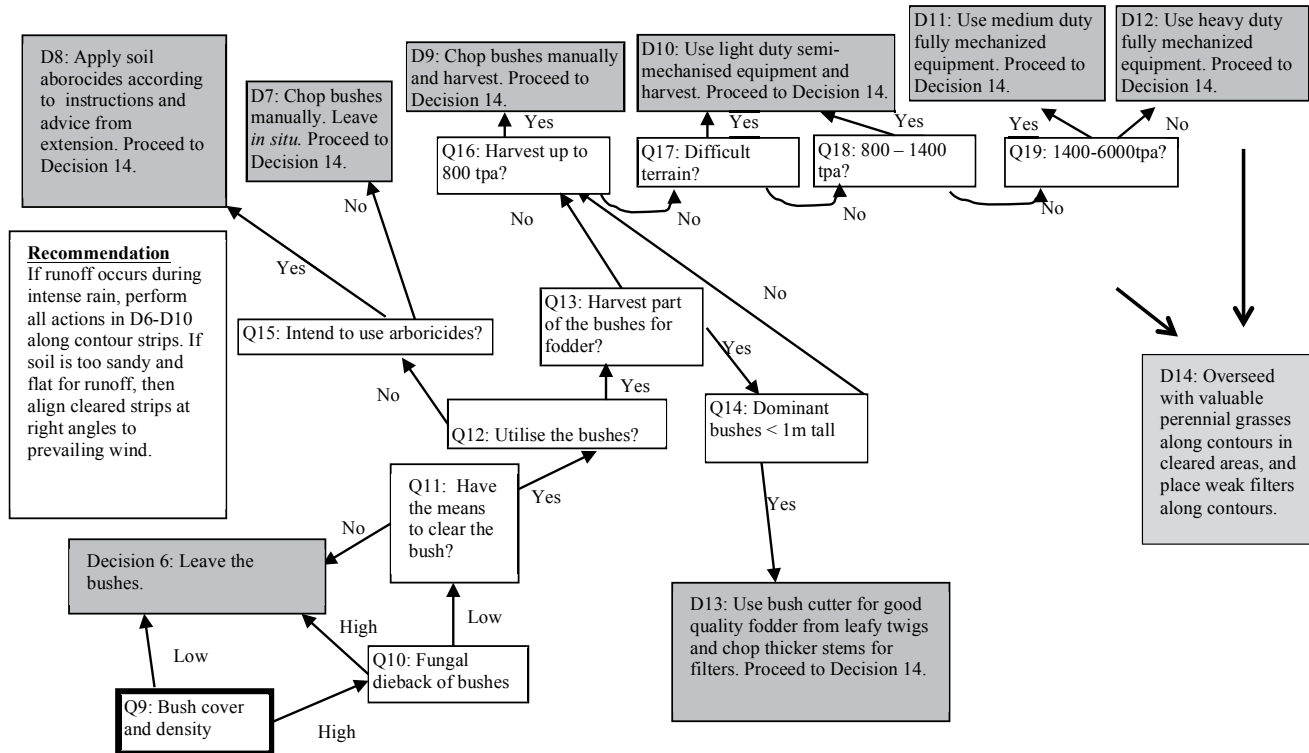 D8: Apply soil
aborocides according
to instructions and
advice from
extension. Proceed to
Decision 14.
D7: Chop bushes
manually. Leave
in situ. Proceed to
Decision 14.
D9: Chop bushes manually
and harvest. Proceed to
Decision 14.
D10: Use light duty semi-
mechanised equipment and
harvest. Proceed to Decision 14.
D11: Use medium duty
fully mechanized
equipment. Proceed to
Decision 14.
D12: Use heavy duty
fully mechanized
equipment. Proceed to
Decision 14.
Yes
Yes
Yes
Yes
No
Q16: Harvest up to
800 tpa?
Q17: Difficult
terrain?
Q18: 800 – 1400
tpa?
Q19: 1400-6000tpa?
No
No
No
No
No
Recommendation
If runoff occurs during
intense rain, perform
all actions in D6-D10
along contour strips. If
soil is too sandy and
flat for runoff, then
align cleared strips at
right angles to
prevailing wind.
Yes
No
Q15: Intend to use arboricides?
Q13: Harvest part
of the bushes for
fodder?
Yes
No
Yes
Q12: Utilise the bushes?
Q14: Dominant
bushes < 1m tall
D14: Overseed
with valuable
perennial grasses
along contours in
cleared areas, and
place weak filters
along contours.
Q11: Have
the means
to clear the
bush?
Yes
No
Yes
Decision 6: Leave the
bushes.
D13: Use bush cutter for good
quality fodder from leafy twigs
and chop thicker stems for
filters. Proceed to Decision 14.
High
Low
Low
Q10: Fungal
dieback of bushes
Q9: Bush cover
and density
High